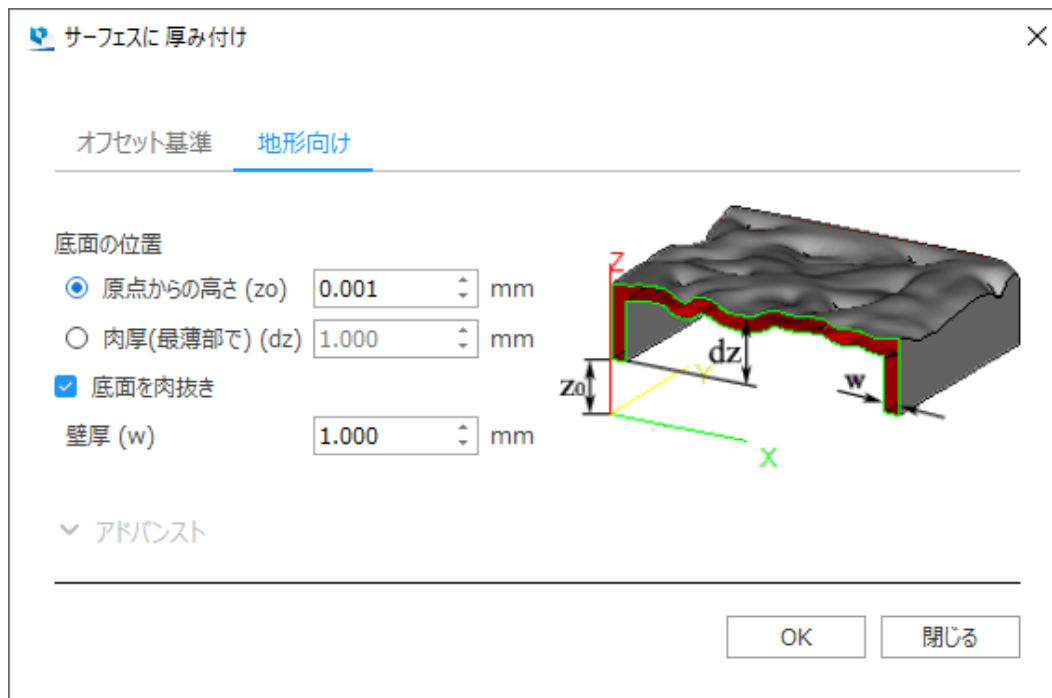 サーフェスに 厚み付け
オフセット基準 地形向け
底面の位置
原点からの高さ (zo) 0.001 mm
肉厚(最薄部で) (dz) 1.000 mm
底面を肉抜き
壁厚 (w) 1.000 mm
Z
dz
z0
Y
w
X
アドバンスト
OK 閉じる